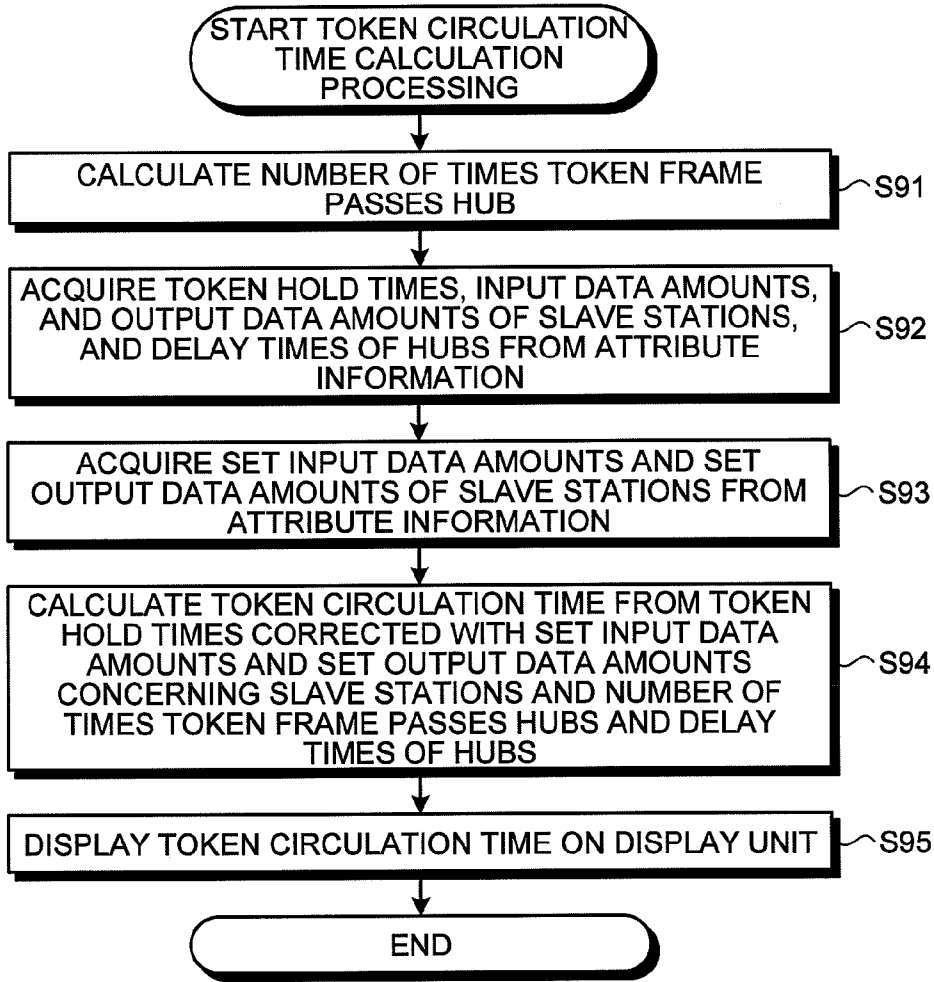 START TOKEN CIRCULATION
TIME CALCULATION
PROCESSING
CALCULATE NUMBER OF TIMES TOKEN FRAME
PASSES HUB
S91
ACQUIRE TOKEN HOLD TIMES, INPUT DATA AMOUNTS,
AND OUTPUT DATA AMOUNTS OF SLAVE STATIONS,
AND DELAY TIMES OF HUBS FROM ATTRIBUTE
INFORMATION
S92
ACQUIRE SET INPUT DATA AMOUNTS AND SET
OUTPUT DATA AMOUNTS OF SLAVE STATIONS FROM
ATTRIBUTE INFORMATION
S93
CALCULATE TOKEN CIRCULATION TIME FROM TOKEN
HOLD TIMES CORRECTED WITH SET INPUT DATA
AMOUNTS AND SET OUTPUT DATA AMOUNTS
CONCERNING SLAVE STATIONS AND NUMBER OF
TIMES TOKEN FRAME PASSES HUBS AND DELAY
TIMES OF HUBS
S94
DISPLAY TOKEN CIRCULATION TIME ON DISPLAY UNIT
S95
END